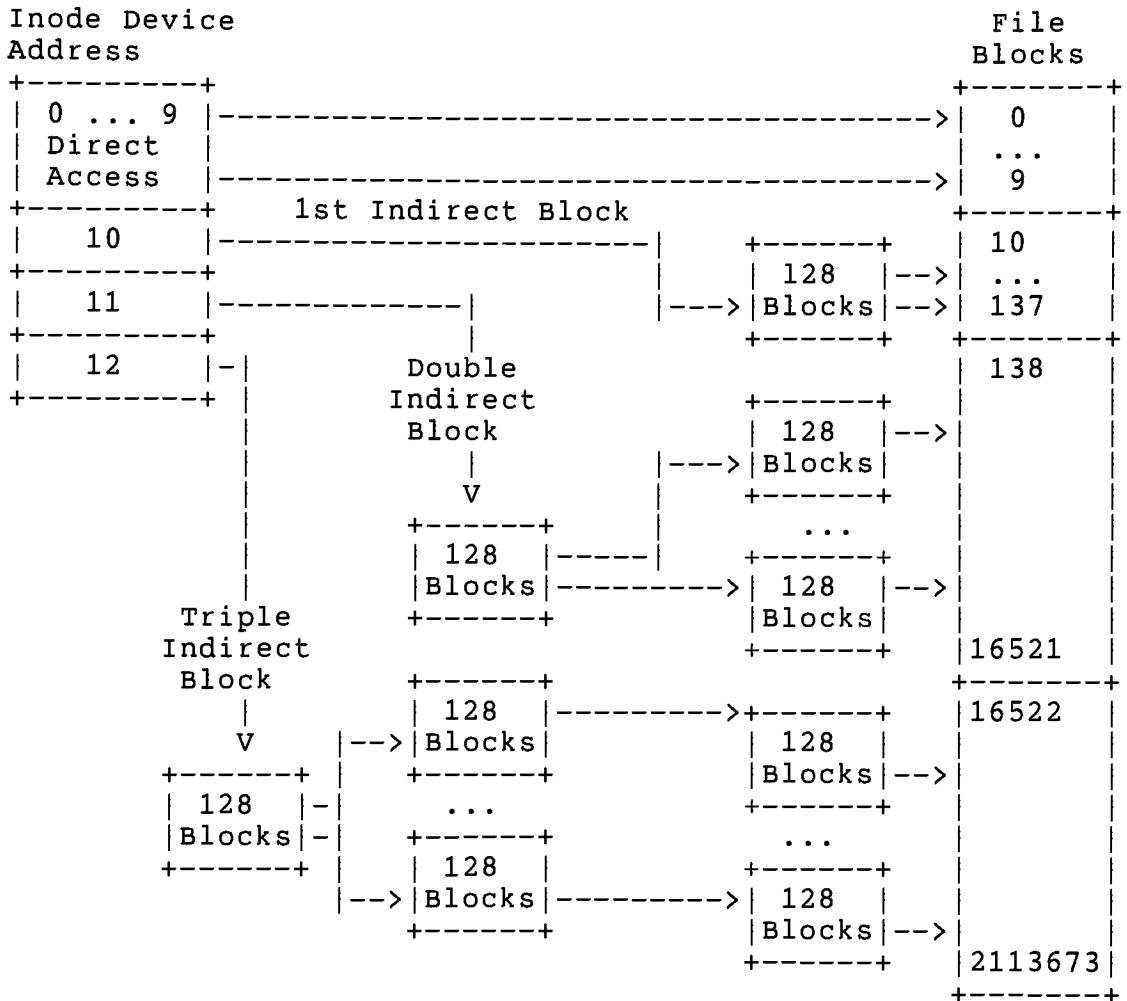 Inode Device Address
File Blocks
0 ... 9
Direct
Access
0
...
9
1st Indirect Block
10
128
Blocks
10
...
137
11
12
Double
Indirect
Block
V
138
128
Blocks
...
128
Blocks
128
Blocks
16521
Triple
Indirect
Block
V
128
Blocks
128
Blocks
16522
128
Blocks
...
128
Blocks
...
128
Blocks
128
Blocks
2113673